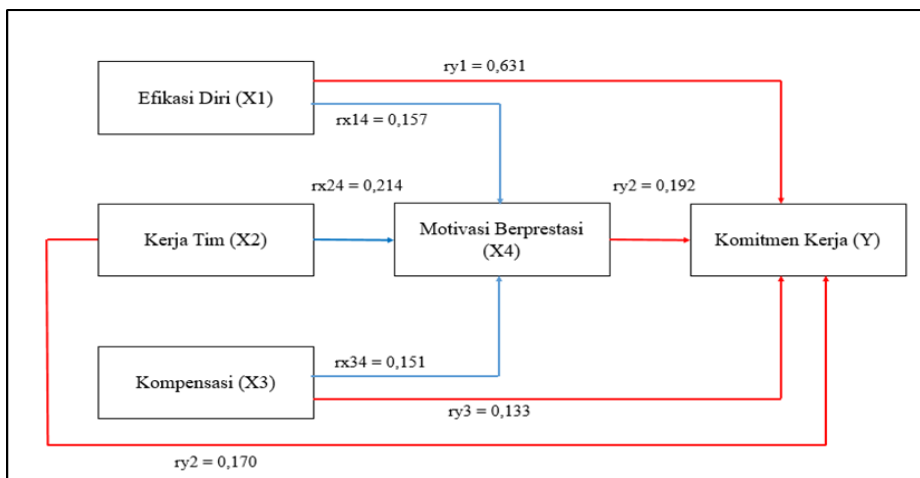 ry1 = 0,631
Efikasi Diri (X1)
rx14 = 0,157
rx24 = 0,214
ry2 = 0,192
Kerja Tim (X2)
Motivasi Berprestasi
(X4)
Komitmen Kerja (Y)
rx34 = 0,151
Kompensasi (X3)
ry3 = 0,133
ry2 = 0,170